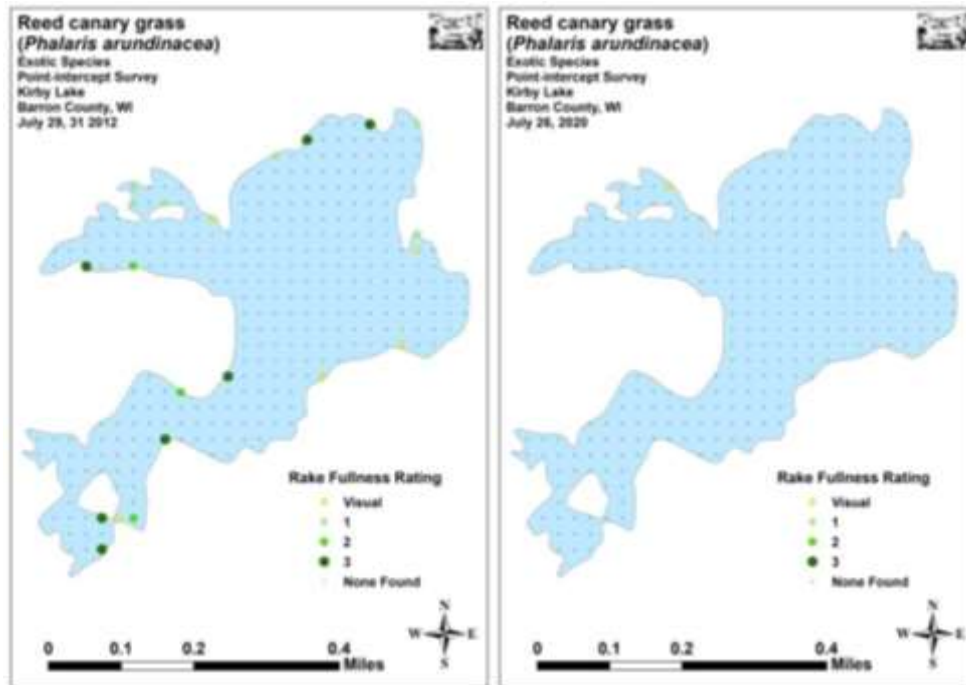 Reed canary grass
(Phalaris arundinacea)
Exotic Species
Point-intercept Survey
Kirby Lake
Barron County, WI
July 29, 31 2012
Rake Fullness Rating
Visual
1
2
3
None Found
N
W E
S
0 0.1 0.2 0.4
Miles
Reed canary grass
(Phalaris arundinacea)
Exotic Species
Point-intercept Survey
Kirby Lake
Barron County, WI
July 26, 2020
Rake Fullness Rating
Visual
1
2
3
None Found
N
W E
S
0 0.1 0.2 0.4
Miles